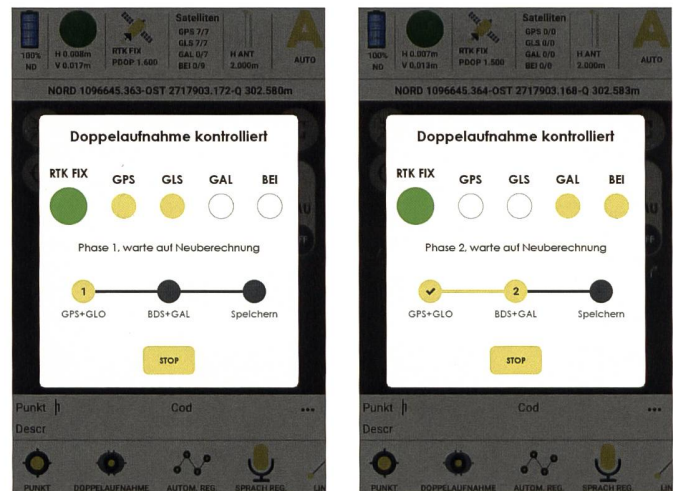 Satelliten
GPS 7/7
GLS 7/7
GAL 0/7
BEI 0/9
100%
ND
H 0.008m
V 0.017m
RTK FIX
PDOP 1.600
H ANT
2.000m
A
AUTO
NORD 1096645.363-OST 2717903.172-Q 302.580m
Doppelaufnahme kontrolliert
RTK FIX GPS GLS GAL BEI
Phase 1, warte auf Neuberechnung
1
GPS+GLO BDS+GAL Speichern
STOP
Punkt 1 Cod ...
Descr
PUNKT DOPPELAUFNAHME AUTOM. REG. SPRACH REG. LIN
Satelliten
GPS 0/0
GLS 0/0
GAL 0/0
BEI 0/0
100%
ND
H 0.007m
V 0.013m
RTK FIX
PDOP 1.500
H ANT
2.000m
A
AUTO
NORD 1096645.364-OST 2717903.168-Q 302.583m
Doppelaufnahme kontrolliert
RTK FIX GPS GLS GAL BEI
Phase 2, warte auf Neuberechnung
2
GPS+GLO BDS+GAL Speichern
STOP
Punkt 1 Cod ...
Descr
PUNKT DOPPELAUFNAHME AUTOM. REG. SPRACH REG. LIN